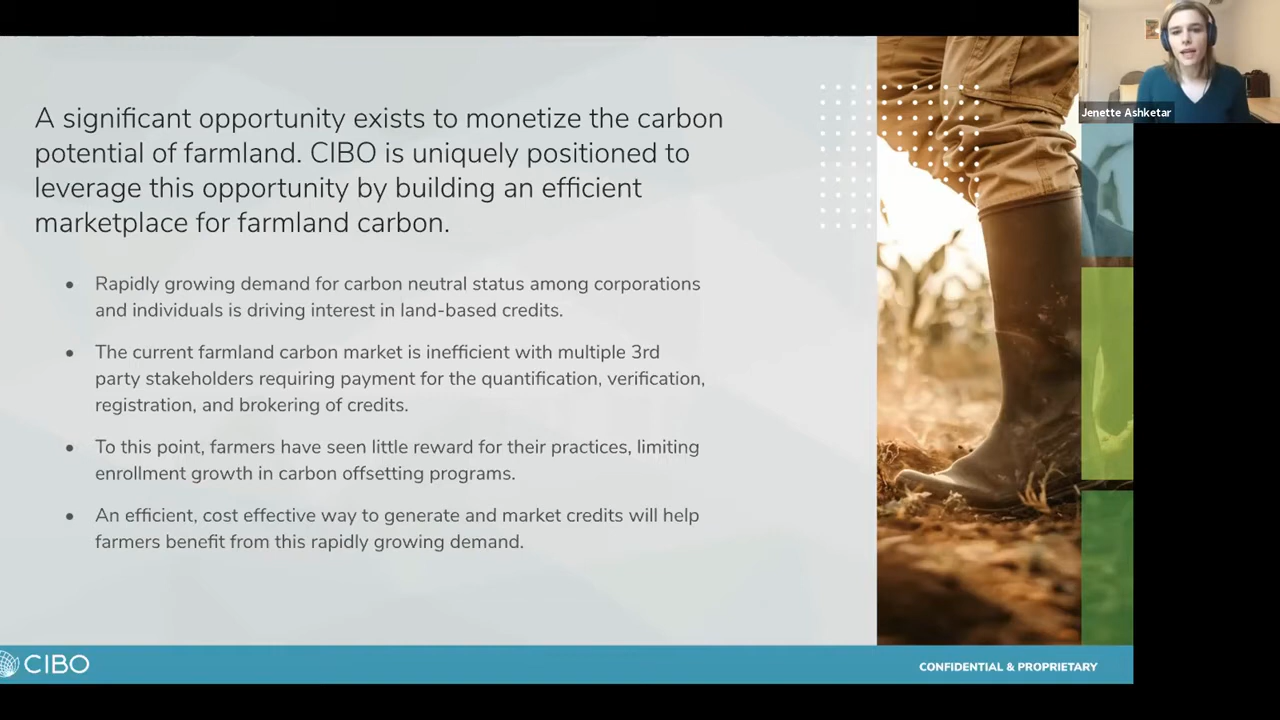 Jenette Ashketar
A significant opportunity exists to monetize the carbon
potential of farmland. CIBO is uniquely positioned to
leverage this opportunity by building an efficient
marketplace for farmland carbon.
• Rapidly growing demand for carbon neutral status among corporations
and individuals is driving interest in land-based credits.
• The current farmland carbon market is inefficient with multiple 3rd
party stakeholders requiring payment for the quantification, verification,
registration, and brokering of credits.
• To this point, farmers have seen little reward for their practices, limiting
enrollment growth in carbon offsetting programs.
• An efficient, cost effective way to generate and market credits will help
farmers benefit from this rapidly growing demand.
CIBO
CONFIDENTIAL & PROPRIETARY